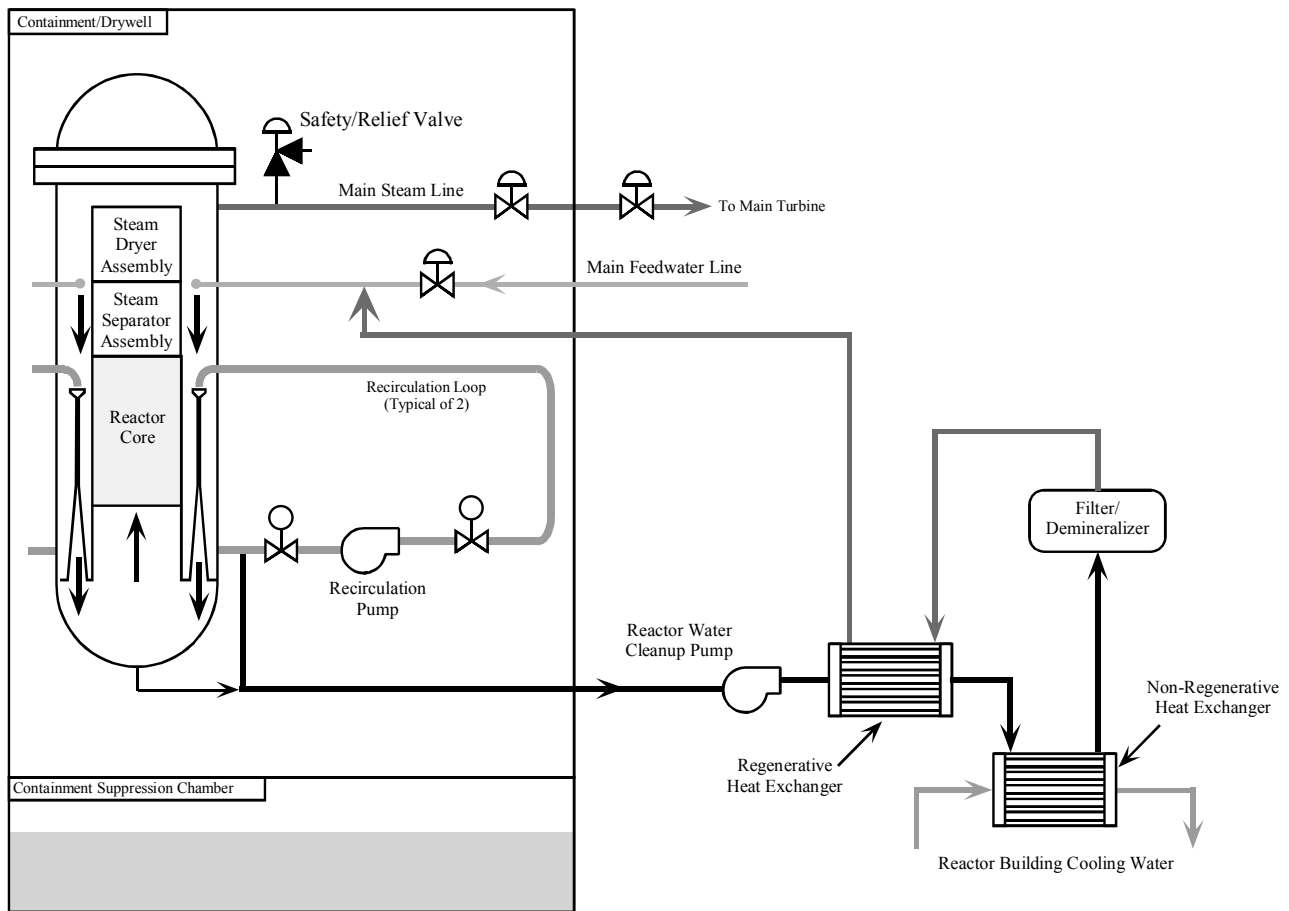 Containment/Drywell
Safety/Relief Valve
Main Steam Line
To Main Turbine
Steam
Dryer
Assembly
Main Feedwater Line
Steam
Separator
Assembly
Recirculation Loop
(Typical of 2)
Reactor
Core
Filter/
Demineralizer
Recirculation
Pump
Reactor Water
Cleanup Pump
Non-Regenerative
Heat Exchanger
Regenerative
Heat Exchanger
Containment Suppression Chamber
Reactor Building Cooling Water